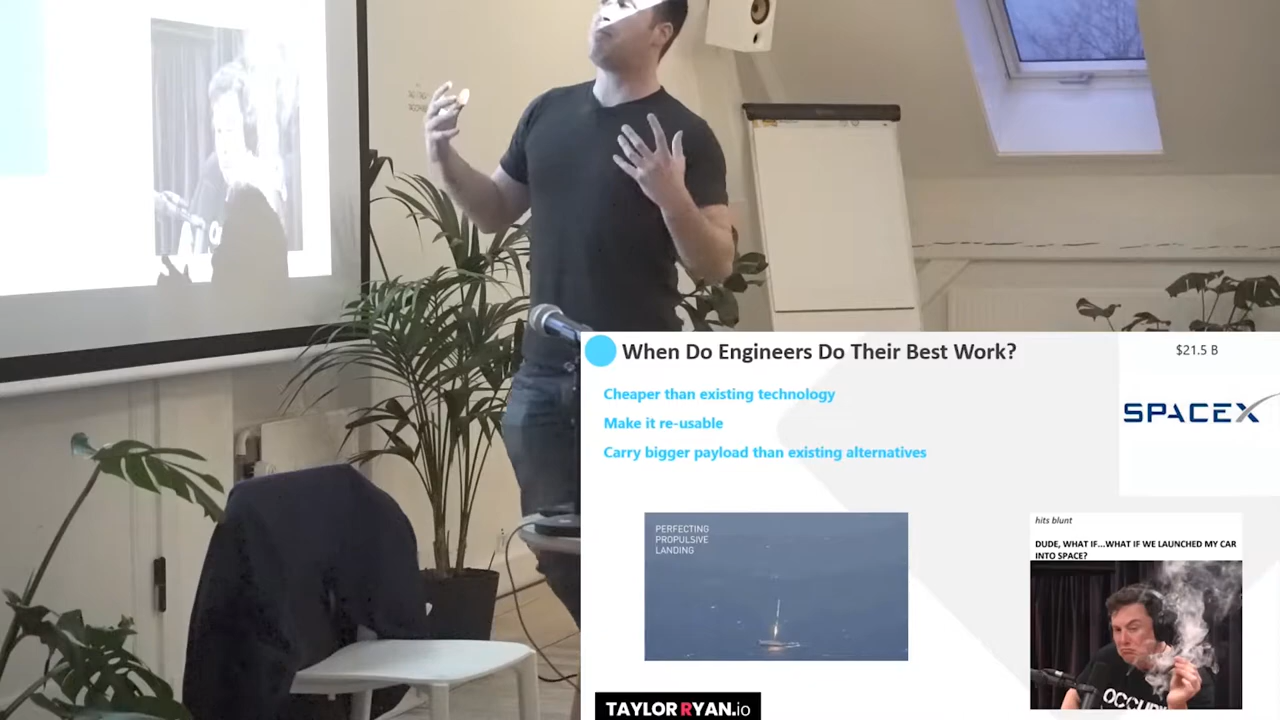 When Do Engineers Do Their Best Work?
$21.5 B
Cheaper than existing technology
Make it re-usable
Carry bigger payload than existing alternatives
SPACEX
PERFECTING
PROPULSIVE
LANDING
hits blunt
DUDE, WHAT IF...WHAT IF WE LAUNCHED MY CAR
INTO SPACE?
OCCUP
TAYLORRYAN.io